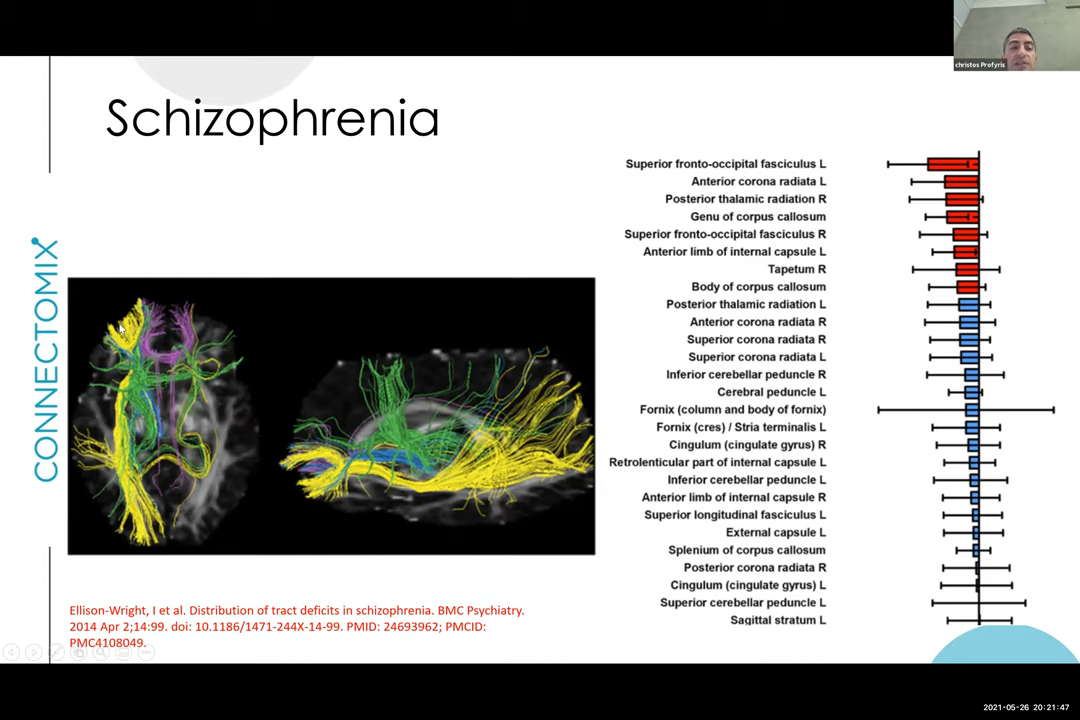 christos Profyris
Schizophrenia
CONNECTOMIX
Superior fronto-occipital fasciculus L
Anterior corona radiata L
Posterior thalamic radiation R
Genu of corpus callosum
Superior fronto-occipital fasciculus R
Anterior limb of internal capsule L
Tapetum R
Body of corpus callosum
Posterior thalamic radiation L
Anterior corona radiata R
Superior corona radiata R
Superior corona radiata L
Inferior cerebellar peduncle R
Cerebral peduncle L
Fornix (column and body of fornix)
Fornix (cres) / Stria terminalis L
Cingulum (cingulate gyrus) R
Retrolenticular part of internal capsule L
Inferior cerebellar peduncle L
Anterior limb of internal capsule R
Superior longitudinal fasciculus L
External capsule L
Splenium of corpus callosum
Posterior corona radiata R
Cingulum (cingulate gyrus) L
Superior cerebellar peduncle L
Sagittal stratum L
Ellison-Wright, I et al. Distribution of tract deficits in schizophrenia. BMC Psychiatry.
2014 Apr 2;14:99. doi: 10.1186/1471-244X-14-99. PMID: 24693962; PMCID:
PMC4108049.
2021-05-26 20:21:47